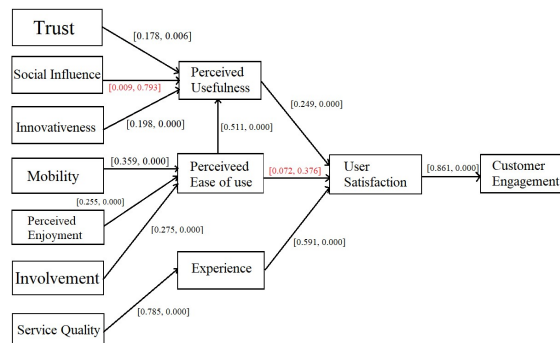 Trust
[0.178, 0.006]
Social Influence
[0.009, 0.793]
Perceived
Usefulness
Innovativeness
[0.198, 0.000]
[0.249, 0.000]
[0.511, 0.000]
Mobility
[0.359, 0.000]
Perceiveed
Ease of use
[0.072, 0.376]
User
Satisfaction
[0.861, 0.000]
Customer
Engagement
[0.255, 0.000]
Perceived
Enjoyment
[0.275, 0.000]
[0.591, 0.000]
Involvement
Experience
[0.785, 0.000]
Service Quality